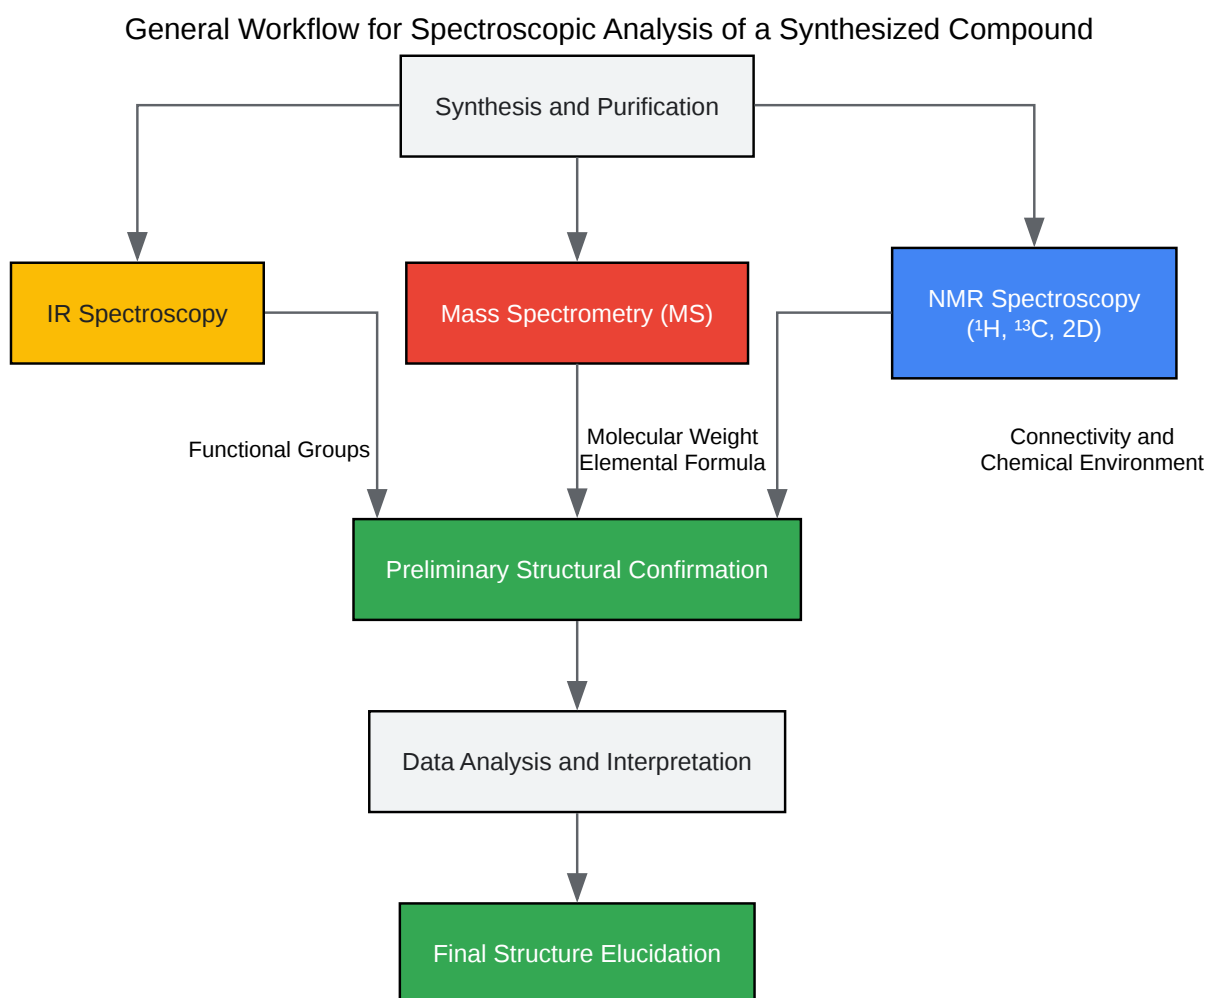 General Workflow for Spectroscopic Analysis of a Synthesized Compound
Synthesis and Purification
IR Spectroscopy
Mass Spectrometry (MS)
NMR Spectroscopy
(¹H, ¹³C, 2D)
Functional Groups
Molecular Weight
Elemental Formula
Connectivity and
Chemical Environment
Preliminary Structural Confirmation
Data Analysis and Interpretation
Final Structure Elucidation